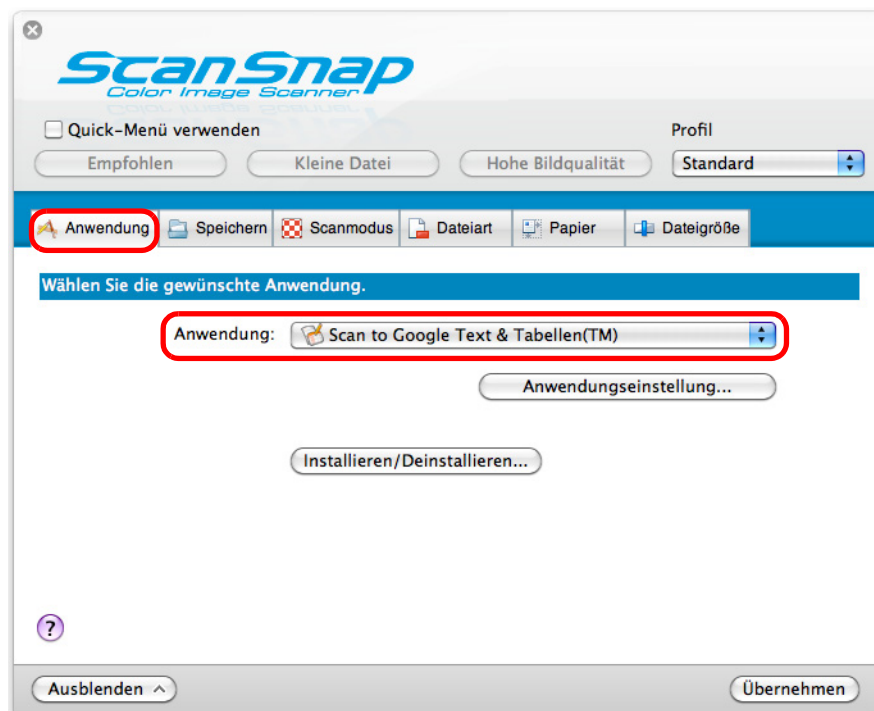 ScanSnap
Color Image Scanner
Quick-Menü verwenden
Profil
Empfohlen Kleine Datei Hohe Bildqualität Standard
Anwendung Speichern Scanmodus Dateiart Papier Dateigröße
Wählen Sie die gewünschte Anwendung.
Anwendung: Scan to Google Text & Tabellen(TM)
Anwendungseinstellung...
Installieren/Deinstallieren...
?
Ausblenden Übernehmen